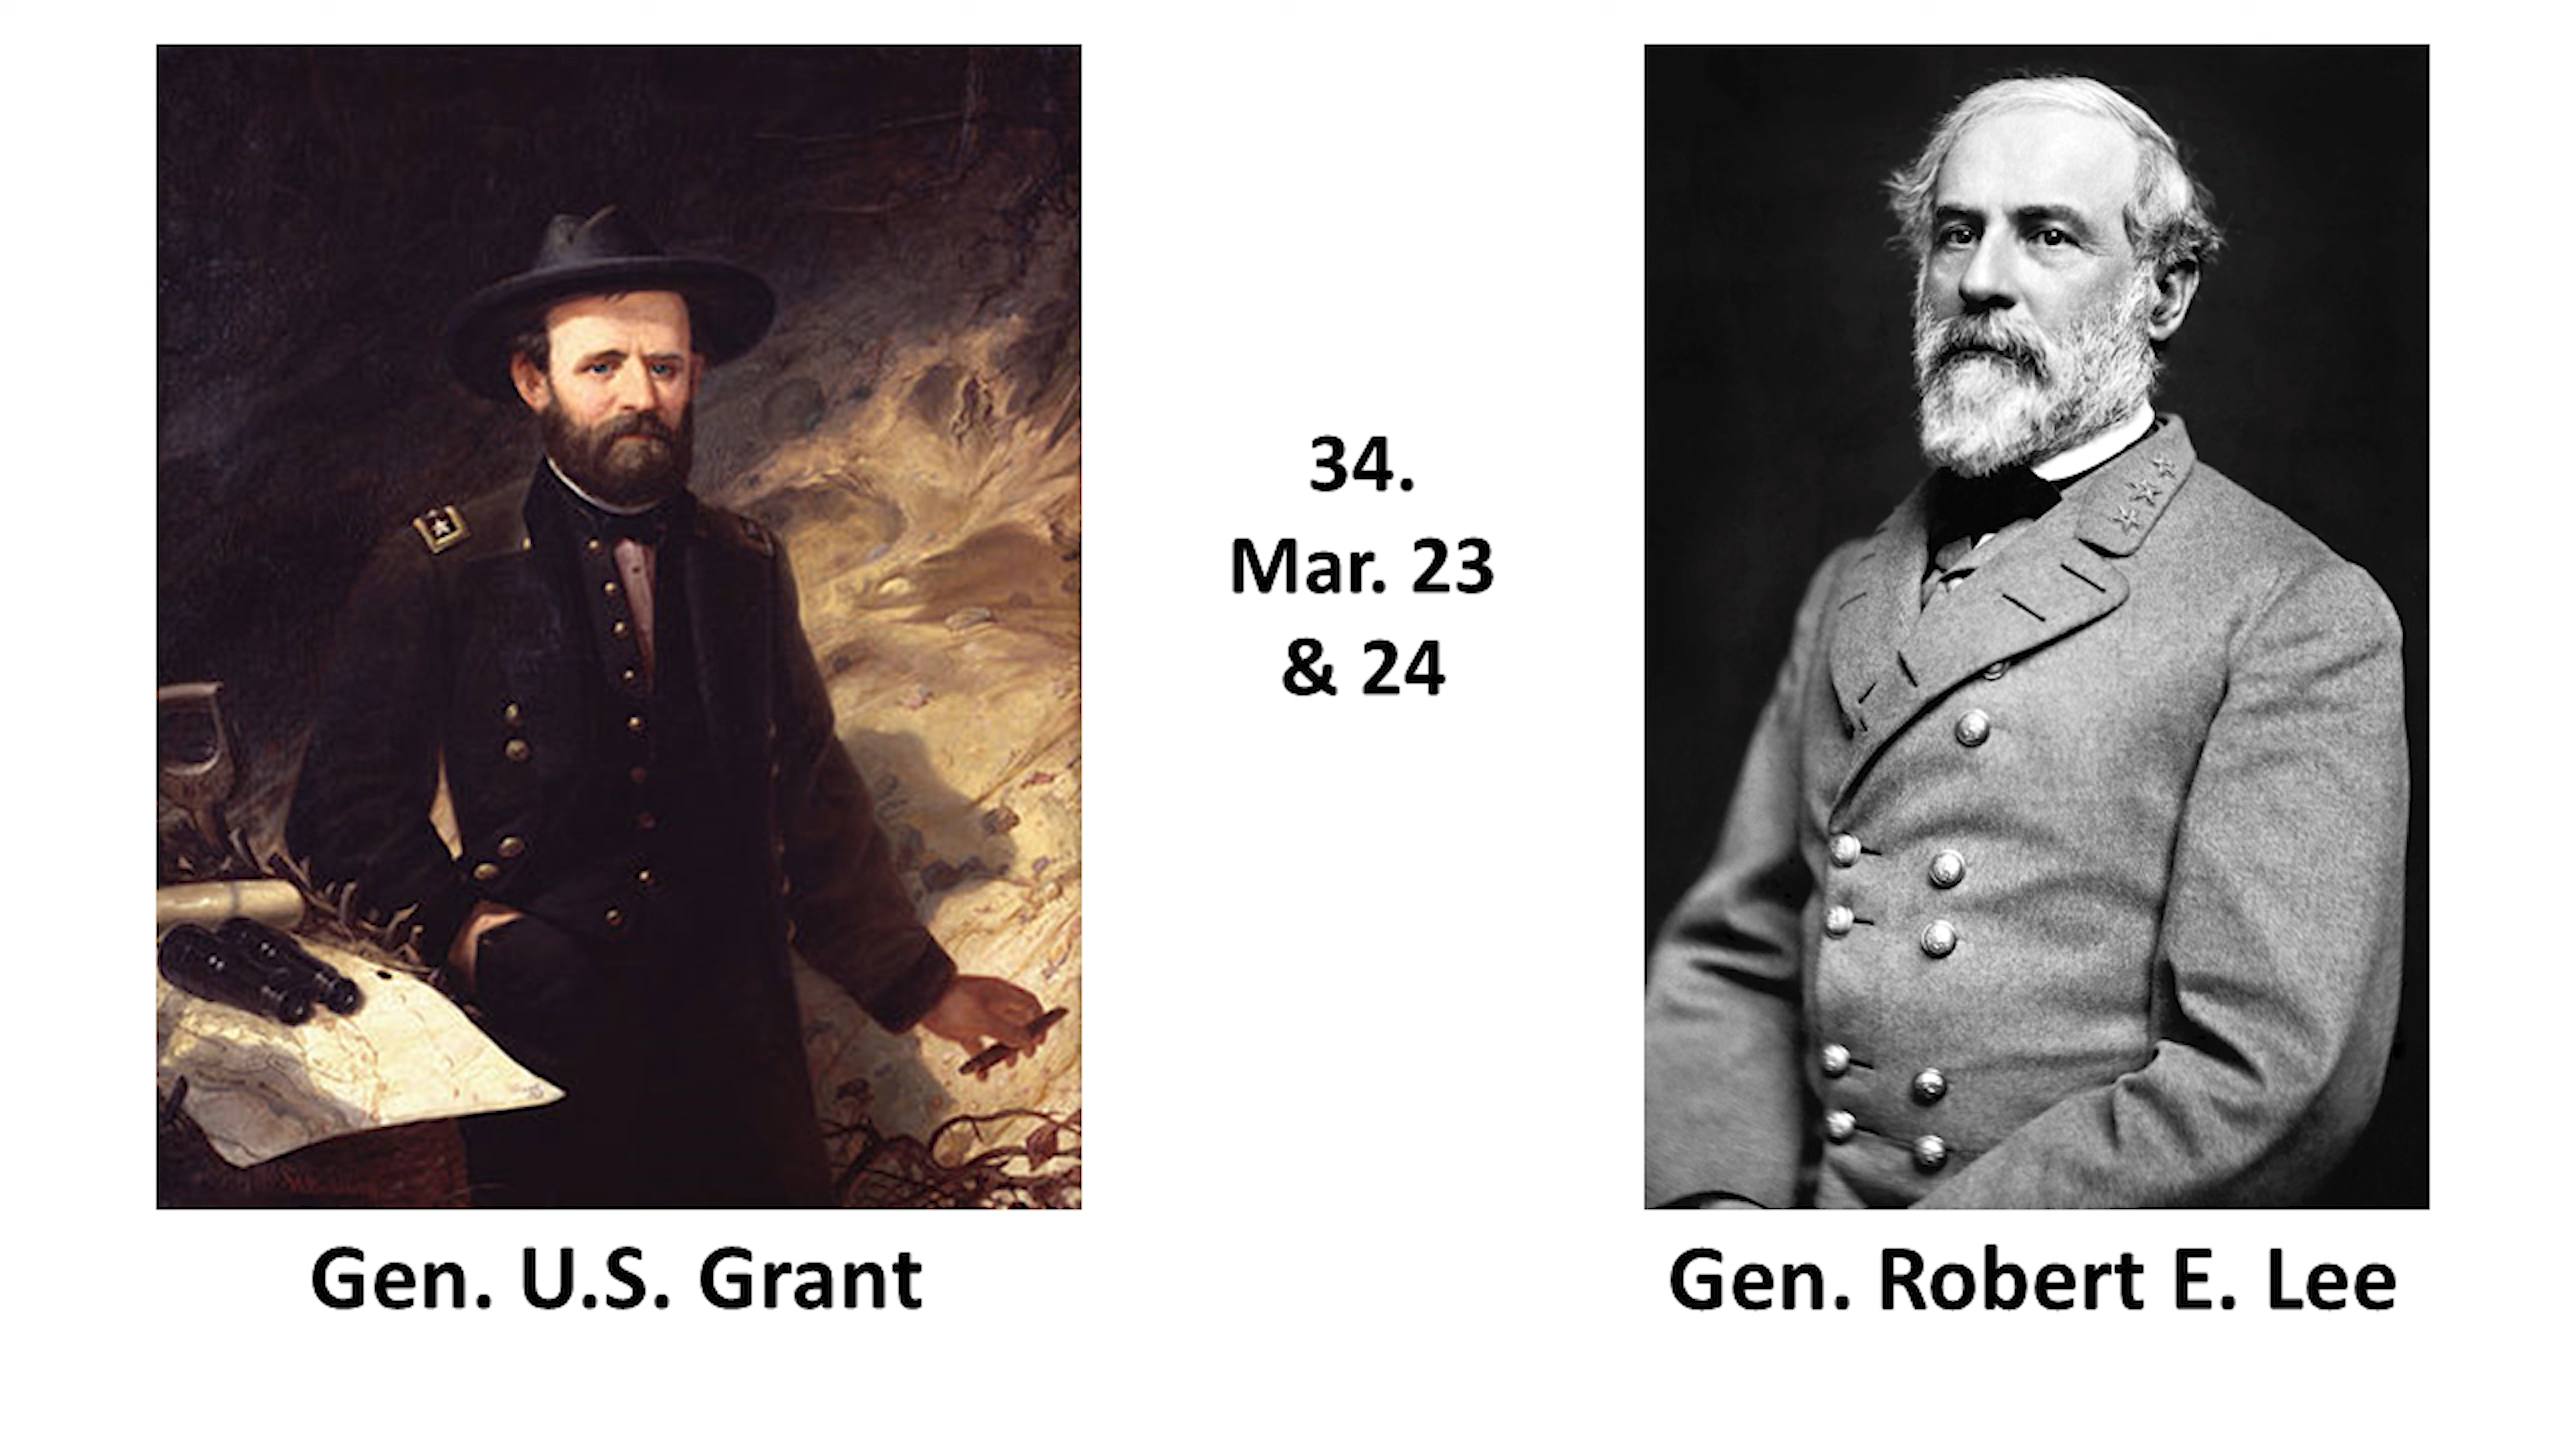 34.
Mar. 23
& 24
Gen. U.S. Grant
Gen. Robert E. Lee